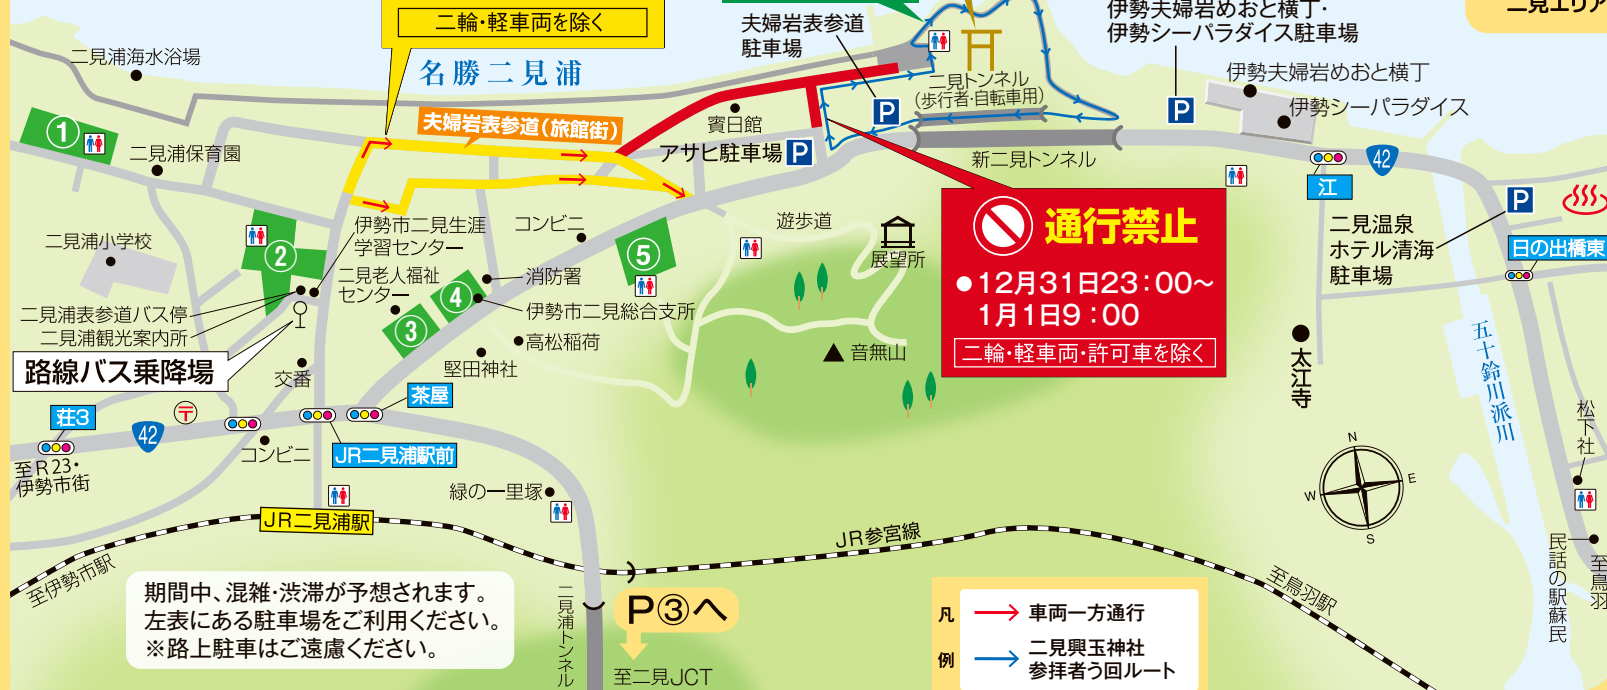 二輪・軽車両を除く
夫婦岩表参道
駐車場
伊勢夫婦岩めおと横丁・
伊勢シーパラダイス駐車場
二見浦海水浴場
名勝二見浦
二見トンネル
(歩行者・自転車用)
伊勢夫婦岩めおと横丁
伊勢シーパラダイス
P
P
1
夫婦岩表参道(旅館街)
賓日館
アサヒ駐車場 P
新二見トンネル
42
江
二見浦保育園
通行禁止
●12月31日23:00～
1月1日9:00
二輪・軽車両・許可車を除く
P
二見温泉
ホテル清海
駐車場
日の出橋東
二見浦小学校
2
伊勢市二見生涯
学習センター
コンビニ
5
遊歩道
展望所
二見老人福祉
センター
4
消防署
伊勢市二見総合支所
3
高松稲荷
堅田神社
二見浦表参道バス停
二見浦観光案内所
路線バス乗降場
交番
音無山
太江寺
五十鈴川派川
松下社
茶屋
荘3
42
〒
コンビニ
JR二見浦駅前
至R23・
伊勢市街
緑の一里塚
N
W
E
S
JR二見浦駅
JR参宮線
至伊勢市駅
至鳥羽駅
民話の駅蘇民
至鳥羽
期間中、混雑・渋滞が予想されます。
左表にある駐車場をご利用ください。
※路上駐車はご遠慮ください。
二見浦トンネル
P③へ
至二見JCT
凡例
車両一方通行
二見興玉神社
参拝者う回ルート